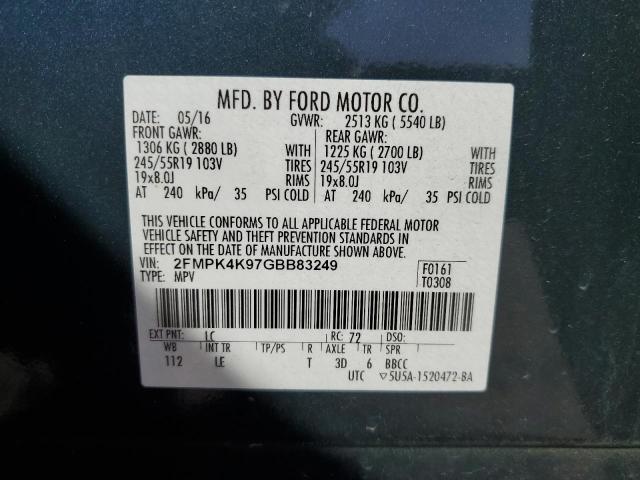 MFD. BY FORD MOTOR CO.
DATE: 05/16 GVWR: 2513 KG (5540 LB)
FRONT GAWR: REAR GAWR:
1306 KG (2880 LB) WITH 1225 KG (2700 LB) WITH
245/55R19 103V TIRES 245/55R19 103V TIRES
19x8.0J RIMS 19x8.0J RIMS
AT 240 kPa/ 35 PSI COLD AT 240 kPa/ 35 PSI COLD
THIS VEHICLE CONFORMS TO ALL APPLICABLE FEDERAL MOTOR
VEHICLE SAFETY AND THEFT PREVENTION STANDARDS IN
EFFECT ON THE DATE OF MANUFACTURE SHOWN ABOVE.
VIN: 2FMPK4K97GBB83249 F0161
TYPE: MPV T0308
EXT PNT: LC RC: 72 DSO:
WB INT TR TP/PS R AXLE TR SPR
112 LE T 3D 6 BBCC
UTC ▽5U5A-1520472-BA